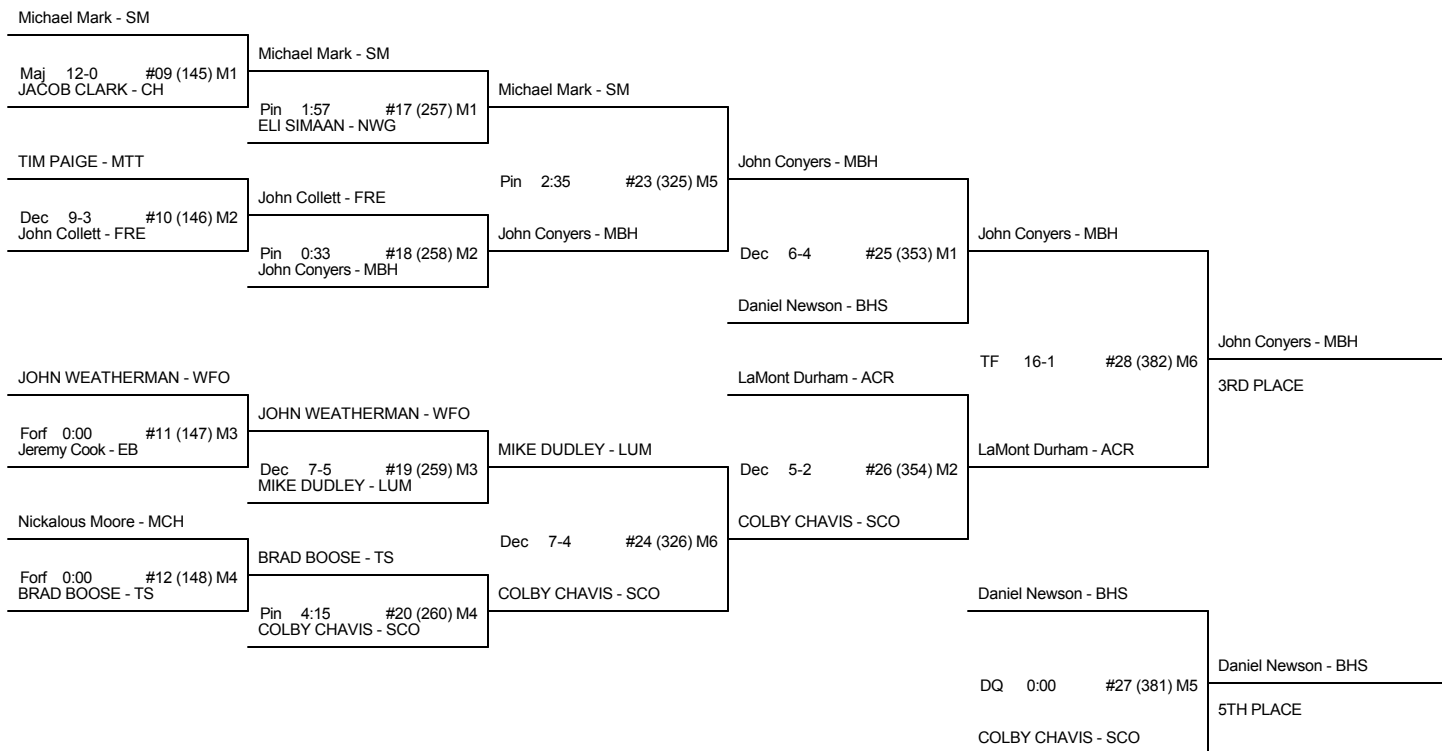 Michael Mark - SM
Maj 12-0 #09 (145) M1
JACOB CLARK - CH
TIM PAIGE - MTT
Dec 9-3 #10 (146) M2
John Collett - FRE
JOHN WEATHERMAN - WFO
Forf 0:00 #11 (147) M3
Jeremy Cook - EB
Nickalous Moore - MCH
Forf 0:00 #12 (148) M4
BRAD BOOSE - TS
Michael Mark - SM
Pin 1:57 #17 (257) M1
ELI SIMAAN - NWG
John Collett - FRE
Pin 0:33 #18 (258) M2
John Conyers - MBH
JOHN WEATHERMAN - WFO
Dec 7-5 #19 (259) M3
MIKE DUDLEY - LUM
BRAD BOOSE - TS
Pin 4:15 #20 (260) M4
COLBY CHAVIS - SCO
Michael Mark - SM
Pin 2:35 #23 (325) M5
John Conyers - MBH
MIKE DUDLEY - LUM
Dec 7-4 #24 (326) M6
COLBY CHAVIS - SCO
John Conyers - MBH
Dec 6-4 #25 (353) M1
Daniel Newson - BHS
LaMont Durham - ACR
Dec 5-2 #26 (354) M2
COLBY CHAVIS - SCO
John Conyers - MBH
TF 16-1 #28 (382) M6
LaMont Durham - ACR
Daniel Newson - BHS
DQ 0:00 #27 (381) M5
COLBY CHAVIS - SCO
John Conyers - MBH
3RD PLACE
Daniel Newson - BHS
5TH PLACE